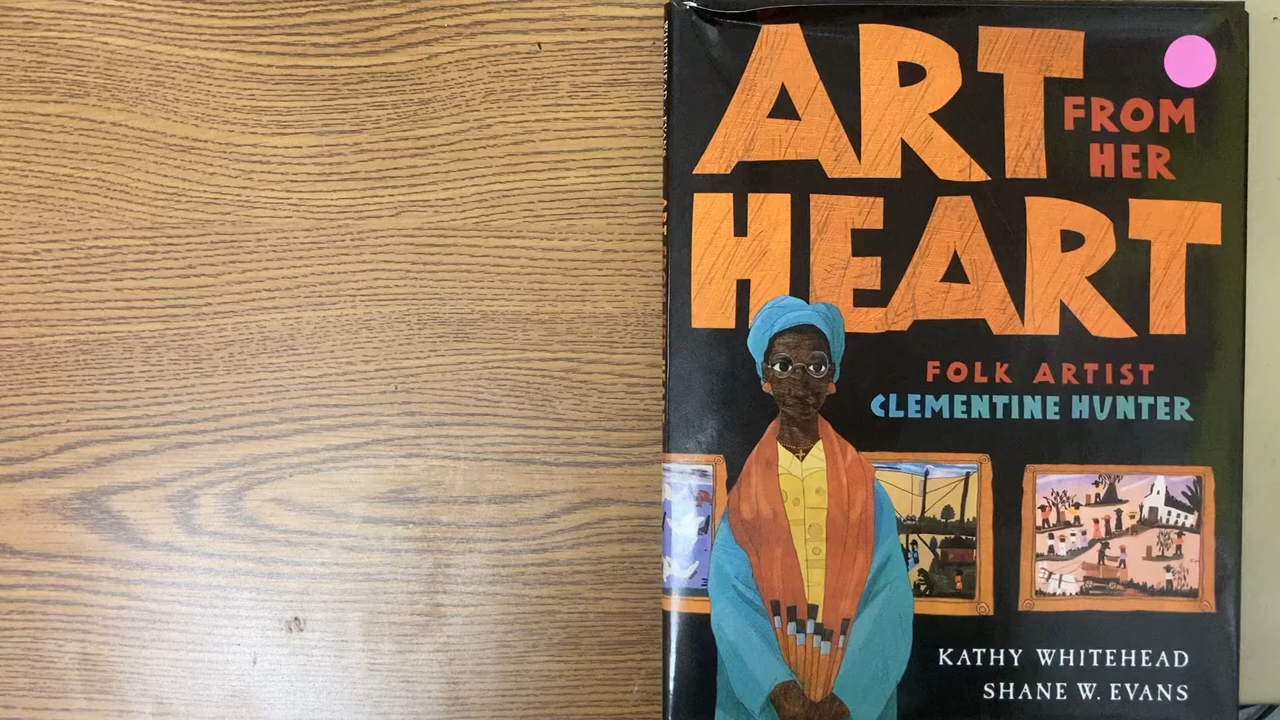 ART
FROM
HER
HEART
FOLK ARTIST
CLEMENTINE HUNTER
KATHY WHITEHEAD
SHANE W. EVANS